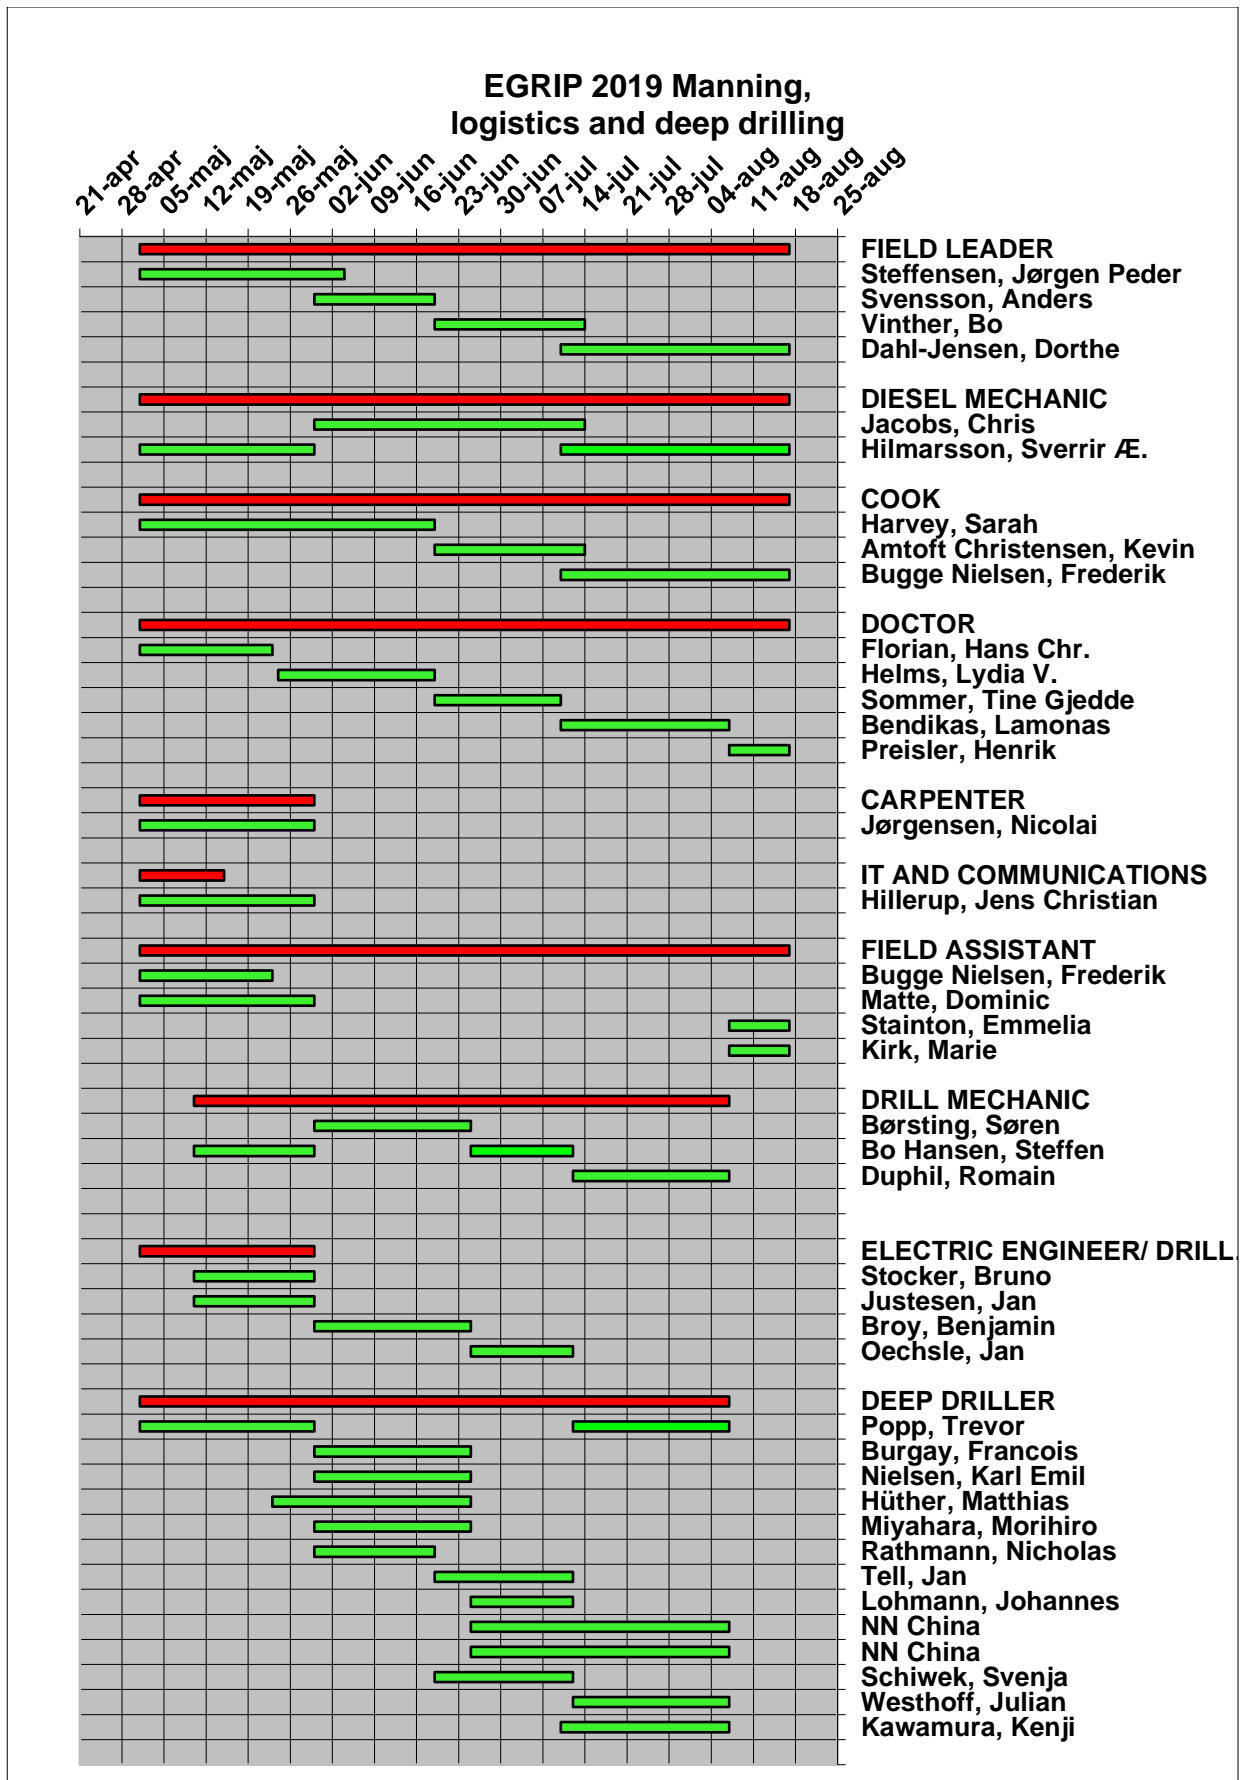 EGRIP 2019 Manning,
logistics and deep drilling
21-apr
28-apr
05-maj
12-maj
19-maj
26-maj
02-jun
09-jun
16-jun
23-jun
30-jun
07-jul
14-jul
21-jul
28-jul
04-aug
11-aug
18-aug
25-aug
FIELD LEADER
Steffensen, Jørgen Peder
Svensson, Anders
Vinther, Bo
Dahl-Jensen, Dorthe
DIESEL MECHANIC
Jacobs, Chris
Hilmarsson, Sverrir Æ.
COOK
Harvey, Sarah
Amtoft Christensen, Kevin
Bugge Nielsen, Frederik
DOCTOR
Florian, Hans Chr.
Helms, Lydia V.
Sommer, Tine Gjedde
Bendikas, Lamonas
Preisler, Henrik
CARPENTER
Jørgensen, Nicolai
IT AND COMMUNICATIONS
Hillerup, Jens Christian
FIELD ASSISTANT
Bugge Nielsen, Frederik
Matte, Dominic
Stainton, Emmelia
Kirk, Marie
DRILL MECHANIC
Børsting, Søren
Bo Hansen, Steffen
Duphil, Romain
ELECTRIC ENGINEER/ DRILL.
Stocker, Bruno
Justesen, Jan
Broy, Benjamin
Oechsle, Jan
DEEP DRILLER
Popp, Trevor
Burgay, Francois
Nielsen, Karl Emil
Hüther, Matthias
Miyahara, Morihiro
Rathmann, Nicholas
Tell, Jan
Lohmann, Johannes
NN China
NN China
Schiwek, Svenja
Westhoff, Julian
Kawamura, Kenji